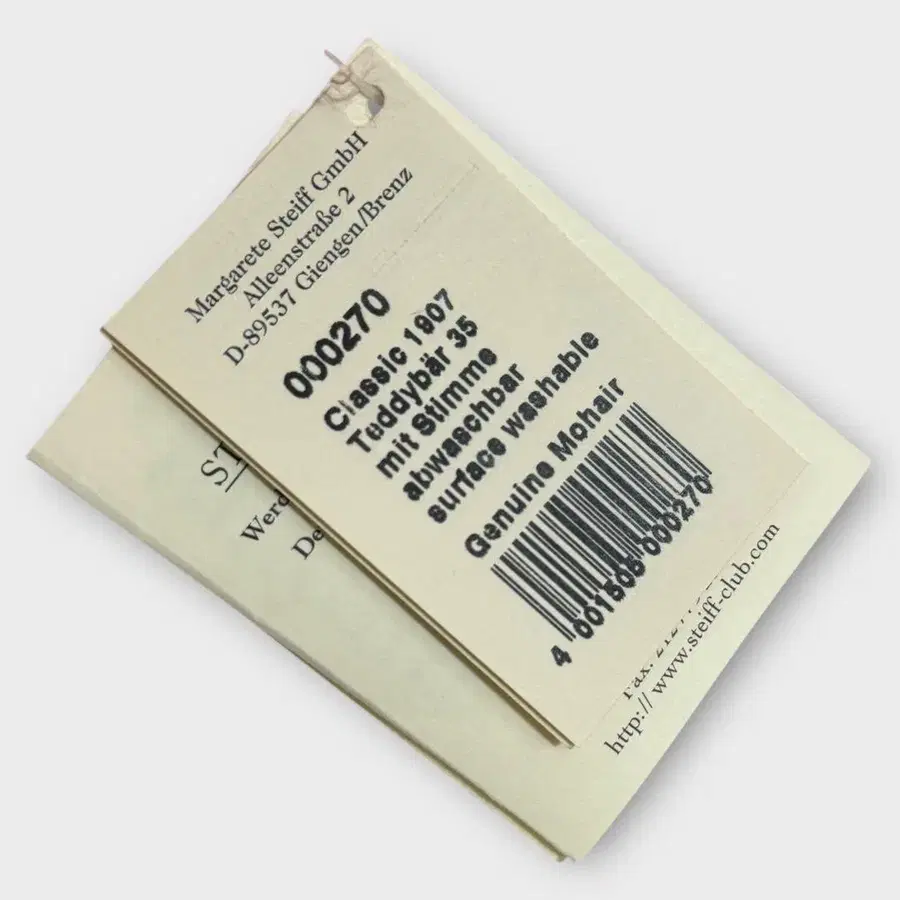 Margarete Steiff GmbH
Alleenstraße 2
D-89537 Giengen/Brenz
000270
Classic 1907
Teddybär 35
mit Stimme
abwaschbar
surface washable
Genuine Mohair
4 001505 000270
http:// www.steiff-club.com